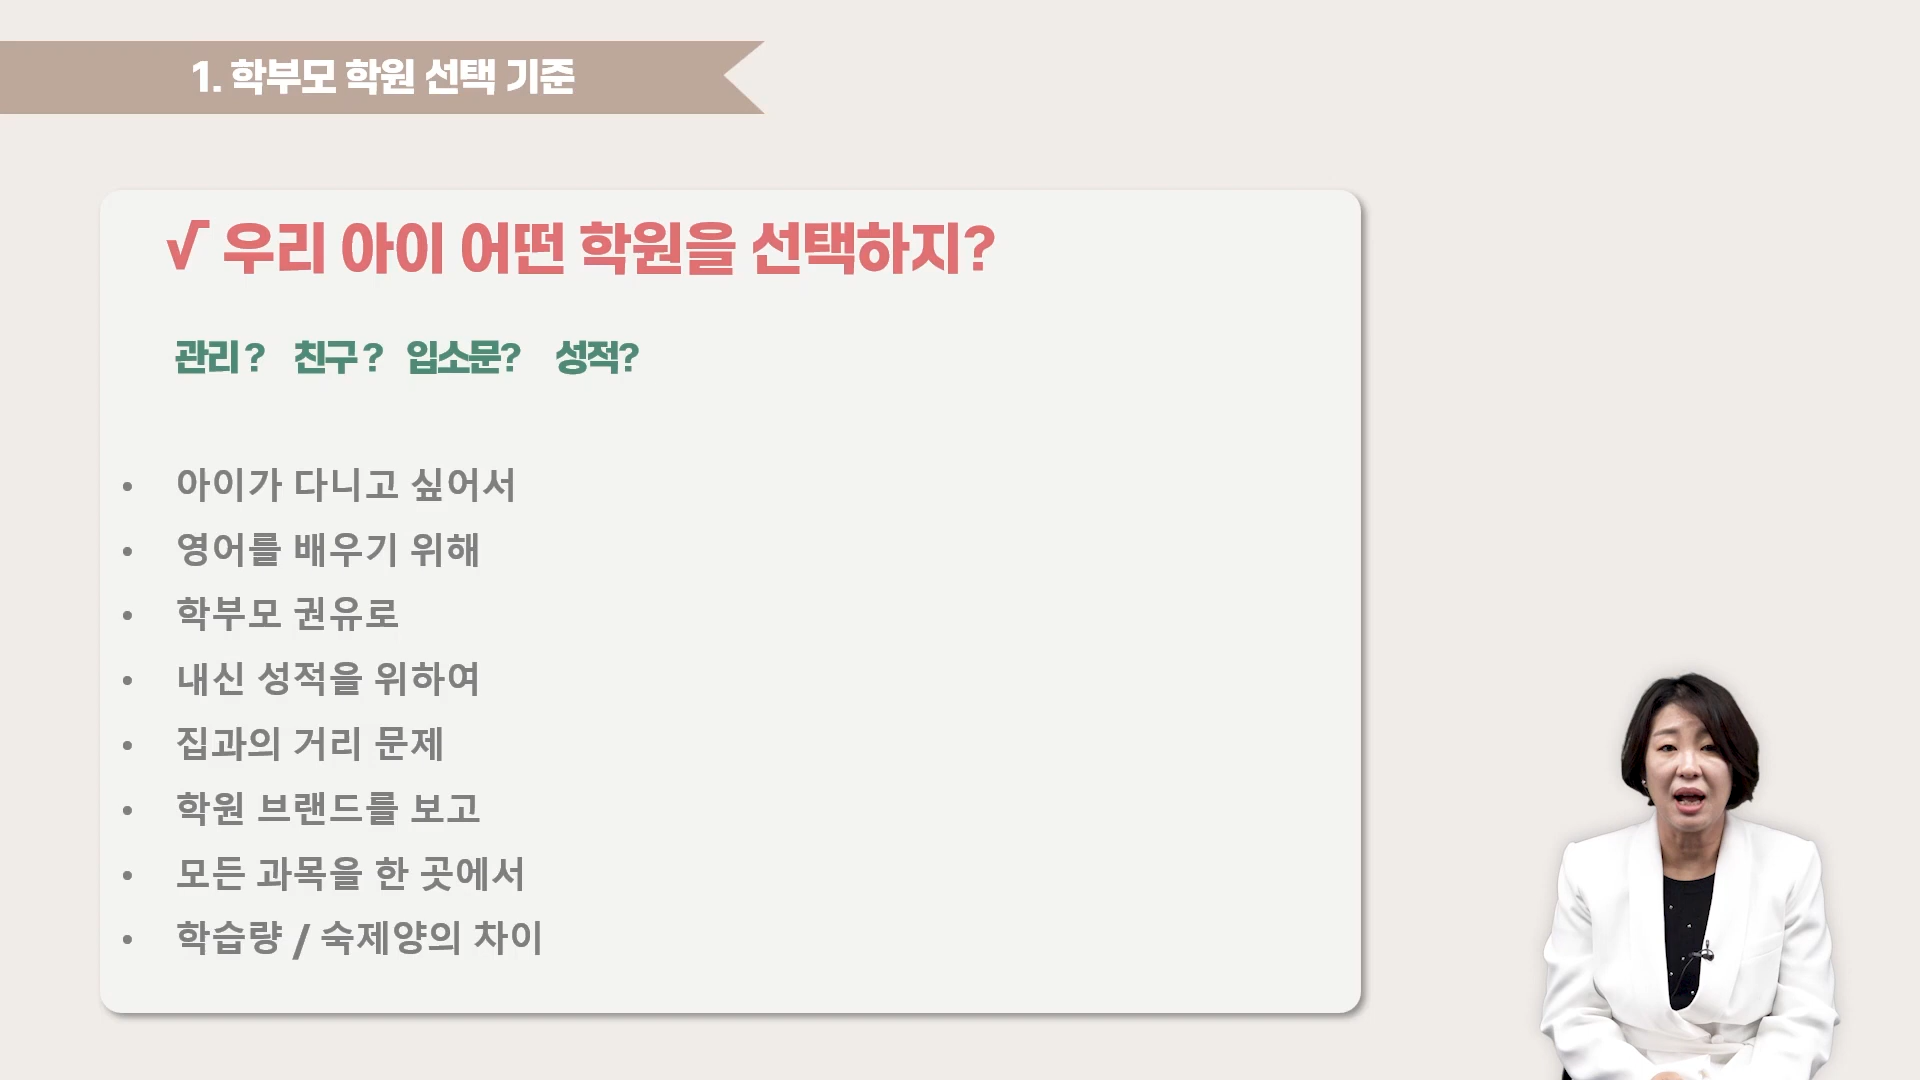 1. 학부모 학원 선택 기준
√ 우리 아이 어떤 학원을 선택하지?
관리 ? 친구 ? 입소문? 성적?
• 아이가 다니고 싶어서
• 영어를 배우기 위해
• 학부모 권유로
• 내신 성적을 위하여
• 집과의 거리 문제
• 학원 브랜드를 보고
• 모든 과목을 한 곳에서
• 학습량 / 숙제양의 차이